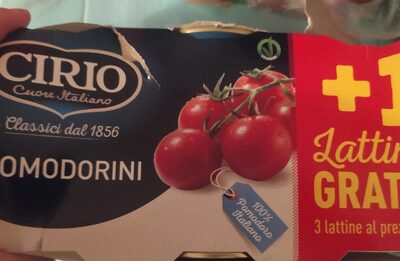 CIRIO
Cuore Italiano
Classici dal 1856
OMODORINI
100%
Pomodoro
Italiano
+1
Lattin
GRAT
3 lattine al prez